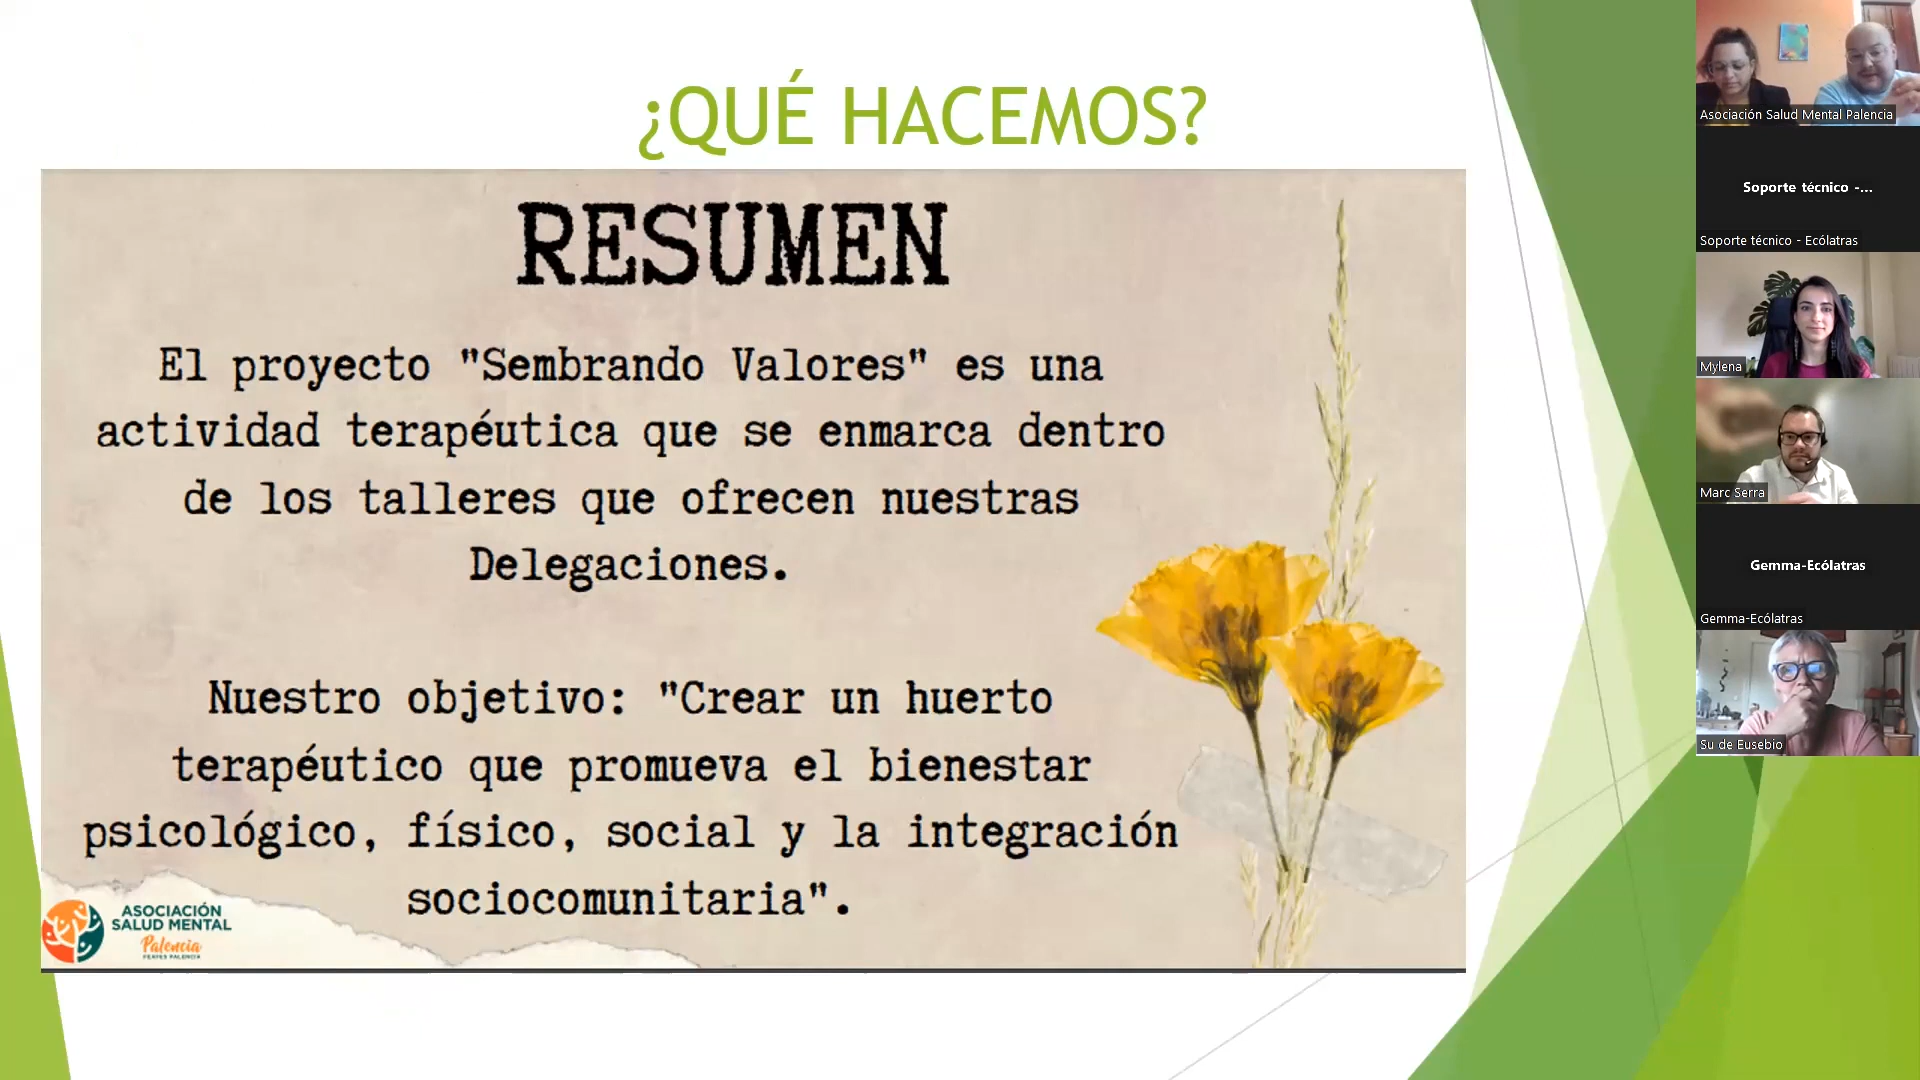 ¿QUÉ HACEMOS?
RESUMEN
El proyecto "Sembrando Valores" es una
actividad terapéutica que se enmarca dentro
de los talleres que ofrecen nuestras
Delegaciones.
Nuestro objetivo: "Crear un huerto
terapéutico que promueva el bienestar
psicológico, físico, social y la integración
sociocomunitaria".
ASOCIACIÓN
SALUD MENTAL
Palencia
FEAFES PALENCIA
Asociación Salud Mental Palencia
Soporte técnico -...
Soporte técnico - Ecólatras
Mylena
Marc Serra
Gemma-Ecólatras
Gemma-Ecólatras
Su de Eusebio